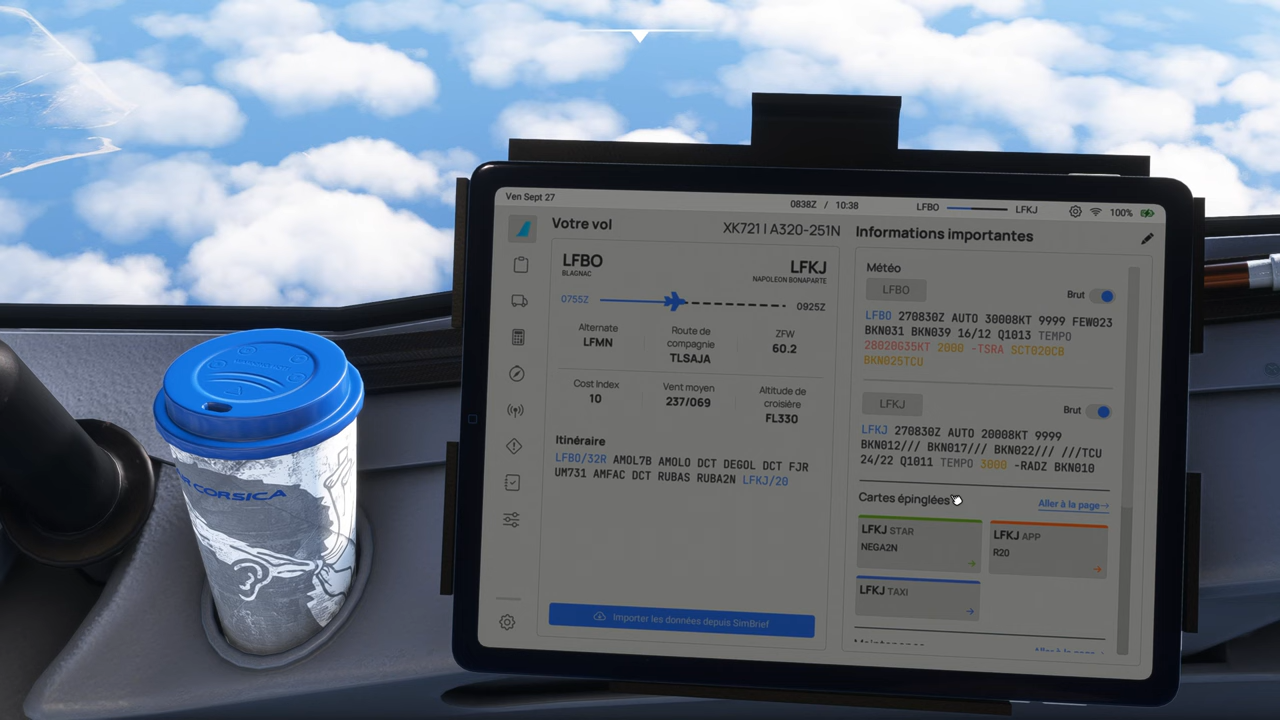 Ven Sept 27
0838Z / 10:38
LFBO LFKJ
100%
Votre vol
XK721 | A320-251N
LFBO
BLAGNAC
LFKJ
NAPOLEON BONAPARTE
0755Z
0925Z
Alternate
LFMN
Route de
compagnie
TLSAJA
ZFW
60.2
Cost Index
10
Vent moyen
237/069
Altitude de
croisière
FL330
Itinéraire
LFBO/32R AMOL7B AMOLO DCT DEGOL DCT FJR
UM731 AMFAC DCT RUBAS RUBA2N LFKJ/20
Importer les données depuis SimBrief
Informations importantes
Météo
LFBO
Brut
LFBO 270830Z AUTO 30008KT 9999 FEW023
BKN031 BKN039 16/12 Q1013 TEMPO
28020G35KT 2000 -TSRA SCT020CB
BKN025TCU
LFKJ
Brut
LFKJ 270830Z AUTO 20008KT 9999
BKN012/// BKN017/// BKN022/// ///TCU
24/22 Q1011 TEMPO 3000 -RADZ BKN010
Cartes épinglées
Aller à la page
LFKJ STAR
NEGA2N
LFKJ APP
R20
LFKJ TAXI
Maintenance
Aller à la page
R CORSICA